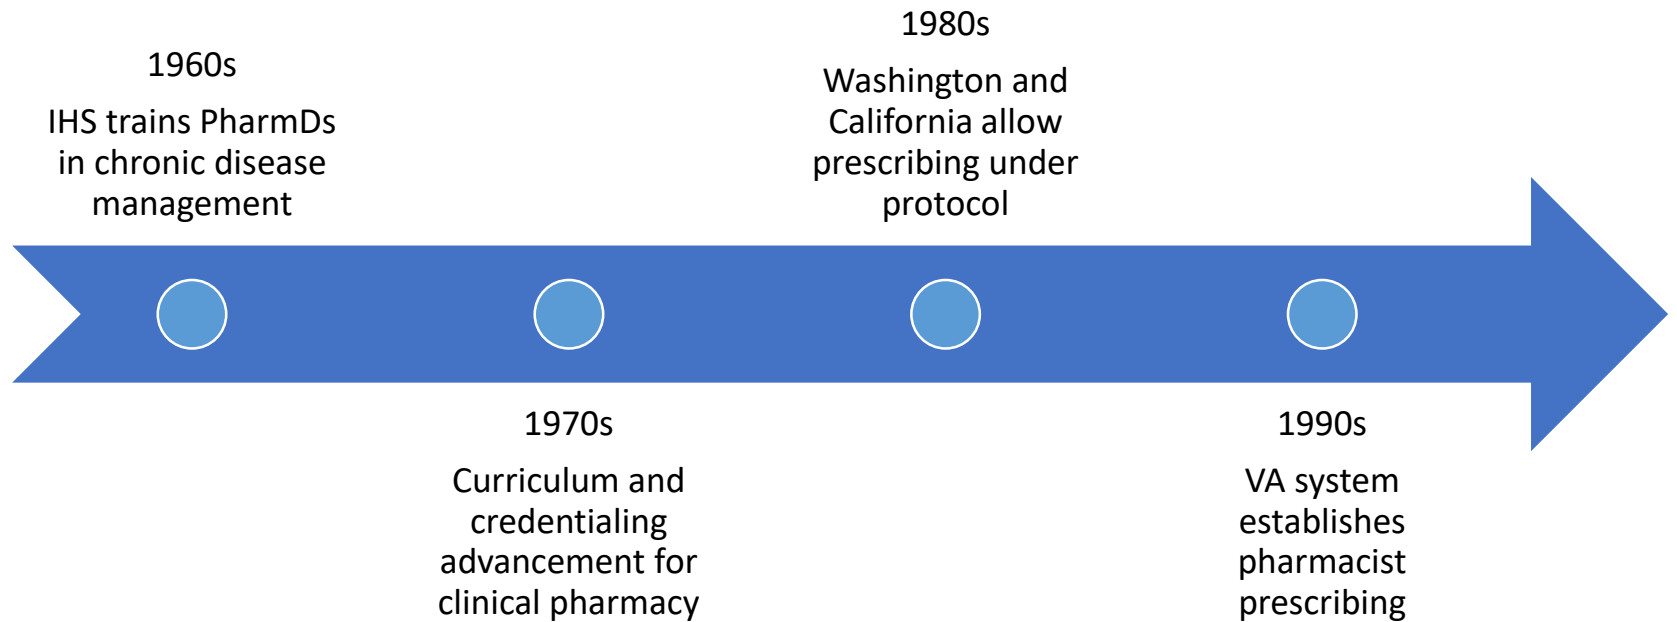 1960s
IHS trains PharmDs
in chronic disease
management
1970s
Curriculum and
credentialing
advancement for
clinical pharmacy
1980s
Washington and
California allow
prescribing under
protocol
1990s
VA system
establishes
pharmacist
prescribing